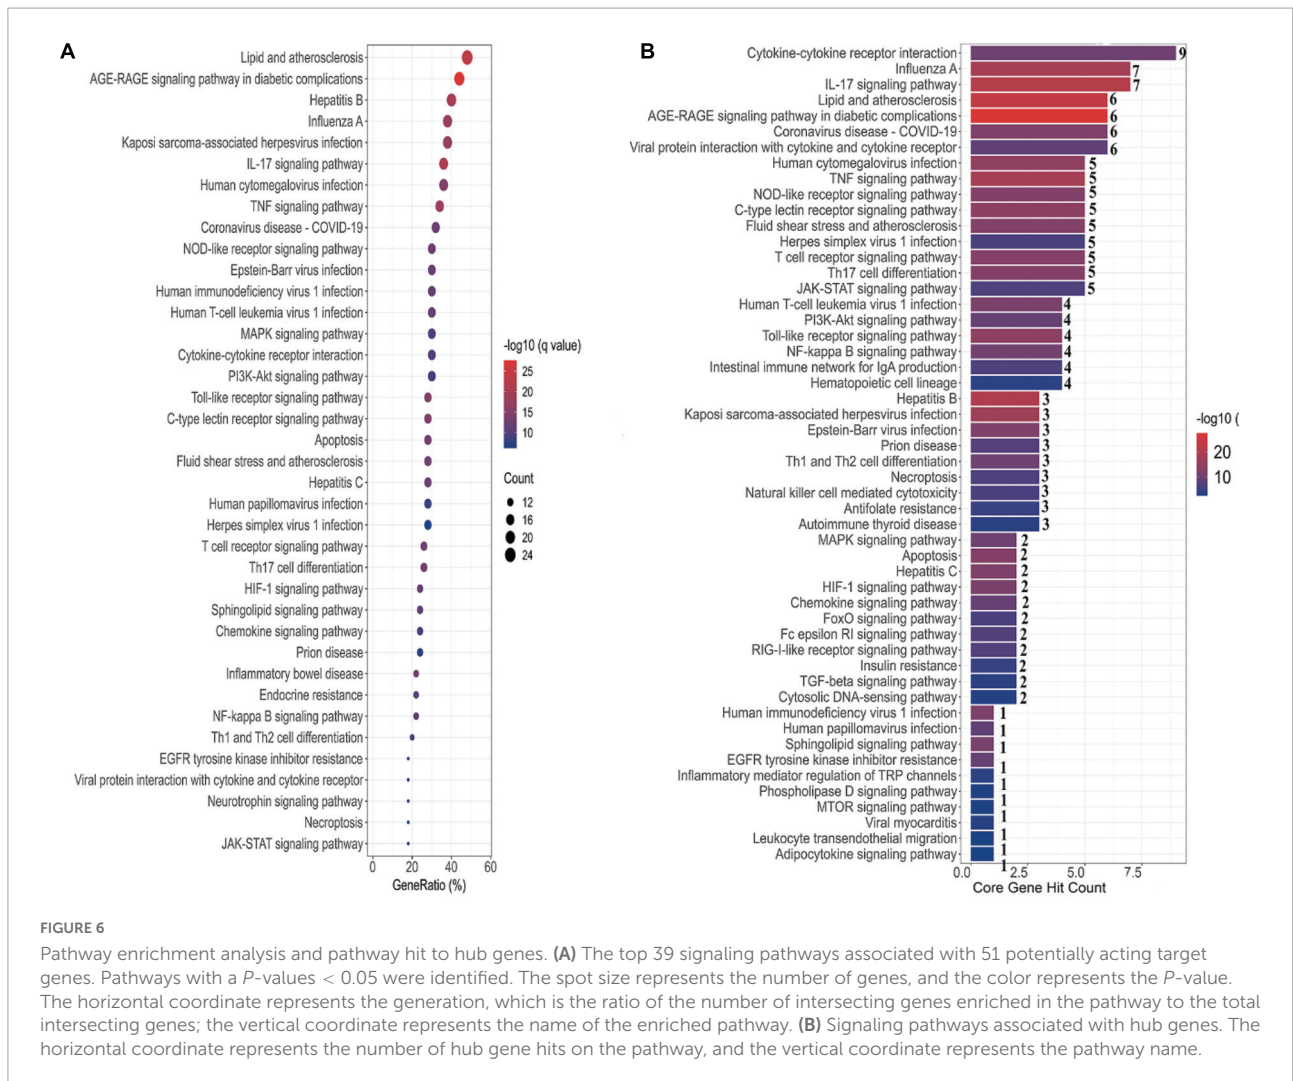 A
Lipid and atherosclerosis
AGE-RAGE signaling pathway in diabetic complications
Hepatitis B
Influenza A
Kaposi sarcoma-associated herpesvirus infection
IL-17 signaling pathway
Human cytomegalovirus infection
TNF signaling pathway
Coronavirus disease - COVID-19
NOD-like receptor signaling pathway
Epstein-Barr virus infection
Human immunodeficiency virus 1 infection
Human T-cell leukemia virus 1 infection
MAPK signaling pathway
Cytokine-cytokine receptor interaction
PI3K-Akt signaling pathway
Toll-like receptor signaling pathway
C-type lectin receptor signaling pathway
Apoptosis
Fluid shear stress and atherosclerosis
Hepatitis C
Human papillomavirus infection
Herpes simplex virus 1 infection
T cell receptor signaling pathway
Th17 cell differentiation
HIF-1 signaling pathway
Sphingolipid signaling pathway
Chemokine signaling pathway
Prion disease
Inflammatory bowel disease
Endocrine resistance
NF-kappa B signaling pathway
Th1 and Th2 cell differentiation
EGFR tyrosine kinase inhibitor resistance
Viral protein interaction with cytokine and cytokine receptor
Neurotrophin signaling pathway
Necroptosis
JAK-STAT signaling pathway
0 20 40 60
GeneRatio (%)
-log10 (q value)
25
20
15
10
Count
12
16
20
24
B
Cytokine-cytokine receptor interaction 9
Influenza A 7
IL-17 signaling pathway 7
Lipid and atherosclerosis 6
AGE-RAGE signaling pathway in diabetic complications 6
Coronavirus disease - COVID-19 6
Viral protein interaction with cytokine and cytokine receptor 6
Human cytomegalovirus infection 5
TNF signaling pathway 5
NOD-like receptor signaling pathway 5
C-type lectin receptor signaling pathway 5
Fluid shear stress and atherosclerosis 5
Herpes simplex virus 1 infection 5
T cell receptor signaling pathway 5
Th17 cell differentiation 5
JAK-STAT signaling pathway 5
Human T-cell leukemia virus 1 infection 4
PI3K-Akt signaling pathway 4
Toll-like receptor signaling pathway 4
NF-kappa B signaling pathway 4
Intestinal immune network for IgA production 4
Hematopoietic cell lineage 4
Hepatitis B 3
Kaposi sarcoma-associated herpesvirus infection 3
Epstein-Barr virus infection 3
Prion disease 3
Th1 and Th2 cell differentiation 3
Necroptosis 3
Natural killer cell mediated cytotoxicity 3
Antifolate resistance 3
Autoimmune thyroid disease 3
MAPK signaling pathway 2
Apoptosis 2
Hepatitis C 2
HIF-1 signaling pathway 2
Chemokine signaling pathway 2
FoxO signaling pathway 2
Fc epsilon RI signaling pathway 2
RIG-I-like receptor signaling pathway 2
Insulin resistance 2
TGF-beta signaling pathway 2
Cytosolic DNA-sensing pathway 2
Human immunodeficiency virus 1 infection 1
Human papillomavirus infection 1
Sphingolipid signaling pathway 1
EGFR tyrosine kinase inhibitor resistance 1
Inflammatory mediator regulation of TRP channels 1
Phospholipase D signaling pathway 1
MTOR signaling pathway 1
Viral myocarditis 1
Leukocyte transendothelial migration 1
Adipocytokine signaling pathway 1
0.0 2.5 5.0 7.5
Core Gene Hit Count
-log10 (
20
10
FIGURE 6
Pathway enrichment analysis and pathway hit to hub genes. (A) The top 39 signaling pathways associated with 51 potentially acting target
genes. Pathways with a P-values < 0.05 were identified. The spot size represents the number of genes, and the color represents the P-value.
The horizontal coordinate represents the generation, which is the ratio of the number of intersecting genes enriched in the pathway to the total
intersecting genes; the vertical coordinate represents the name of the enriched pathway. (B) Signaling pathways associated with hub genes. The
horizontal coordinate represents the number of hub gene hits on the pathway, and the vertical coordinate represents the pathway name.